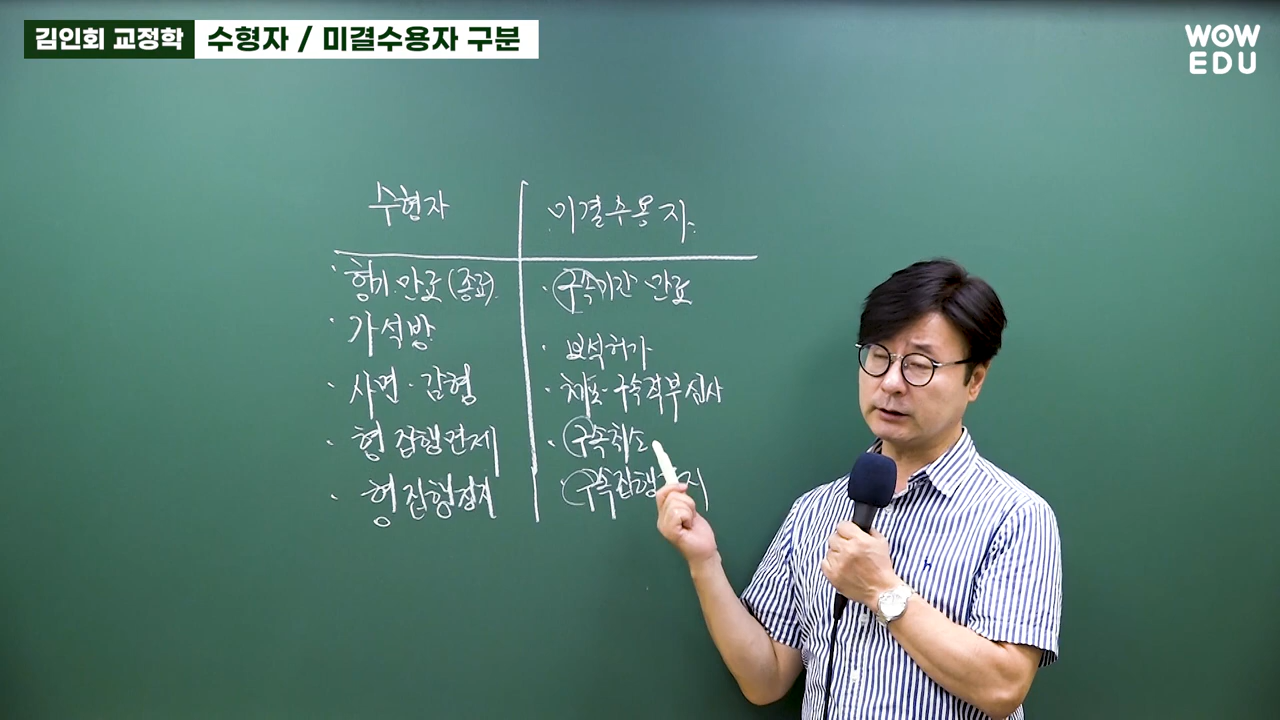 김인회 교정학 수형자 / 미결수용자 구분
WOW
EDU
수형자 미결수용자
· 형기만료(종료) · 구속기간 만료
· 가석방 · 보석허가
· 사면·감형 · 체포·구속적부심사
· 형 집행면제 · 구속취소
· 형 집행정지 · 구속집행 지